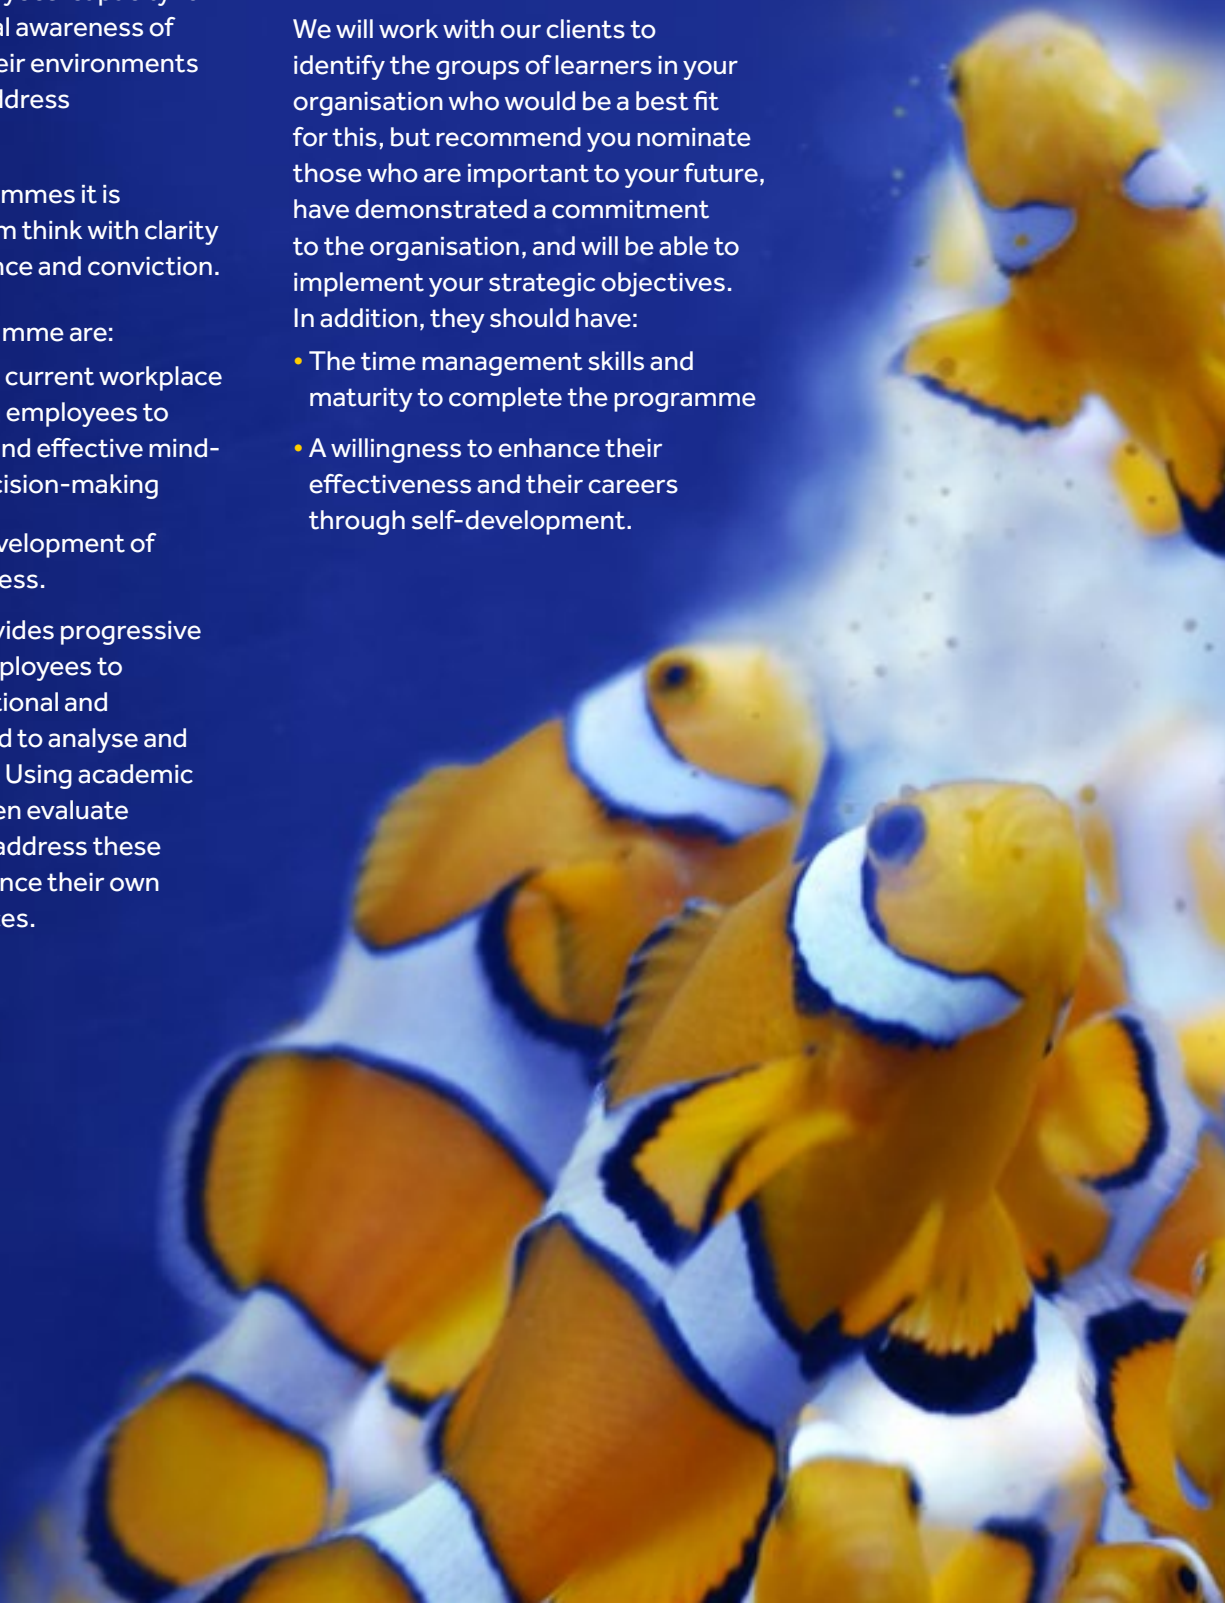 al awareness of
eir environments
ddress
mmes it is
m think with clarity
nce and conviction.
mme are:
current workplace
employees to
nd effective mind-
cision-making
velopment of
ess.
vides progressive
ployees to
tional and
d to analyse and
Using academic
en evaluate
address these
nce their own
es.
We will work with our clients to
identify the groups of learners in your
organisation who would be a best fit
for this, but recommend you nominate
those who are important to your future,
have demonstrated a commitment
to the organisation, and will be able to
implement your strategic objectives.
In addition, they should have:
• The time management skills and
maturity to complete the programme
• A willingness to enhance their
effectiveness and their careers
through self-development.